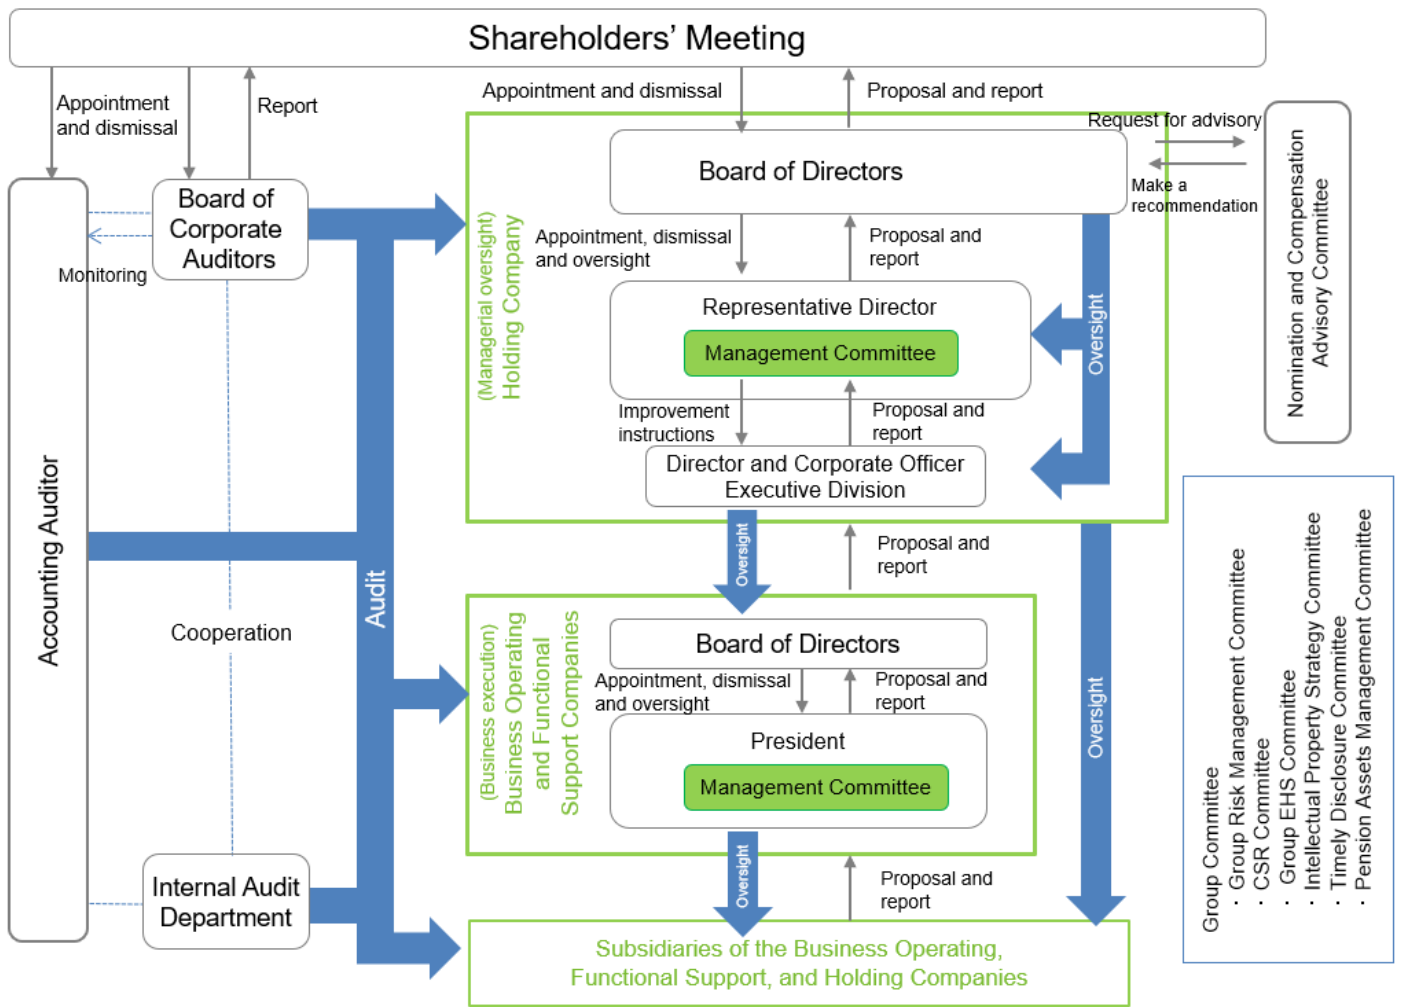 Shareholders’ Meeting
Appointment
and dismissal
Report
Appointment and dismissal
Proposal and report
Request for advisory
Make a
recommendation
Nomination and Compensation
Advisory Committee
Board of
Corporate
Auditors
Monitoring
Accounting Auditor
Cooperation
Internal Audit
Department
Audit
(Managerial oversight)
Holding Company
Board of Directors
Appointment, dismissal
and oversight
Proposal and
report
Representative Director
Management Committee
Oversight
Improvement
instructions
Proposal and
report
Director and Corporate Officer
Executive Division
Oversight
Proposal and
report
(Business execution)
Business Operating
and Functional
Support Companies
Board of Directors
Appointment, dismissal
and oversight
Proposal and
report
President
Management Committee
Oversight
Oversight
Proposal and
report
Subsidiaries of the Business Operating,
Functional Support, and Holding Companies
Group Committee
· Group Risk Management Committee
· CSR Committee
· Group EHS Committee
· Intellectual Property Strategy Committee
· Timely Disclosure Committee
· Pension Assets Management Committee